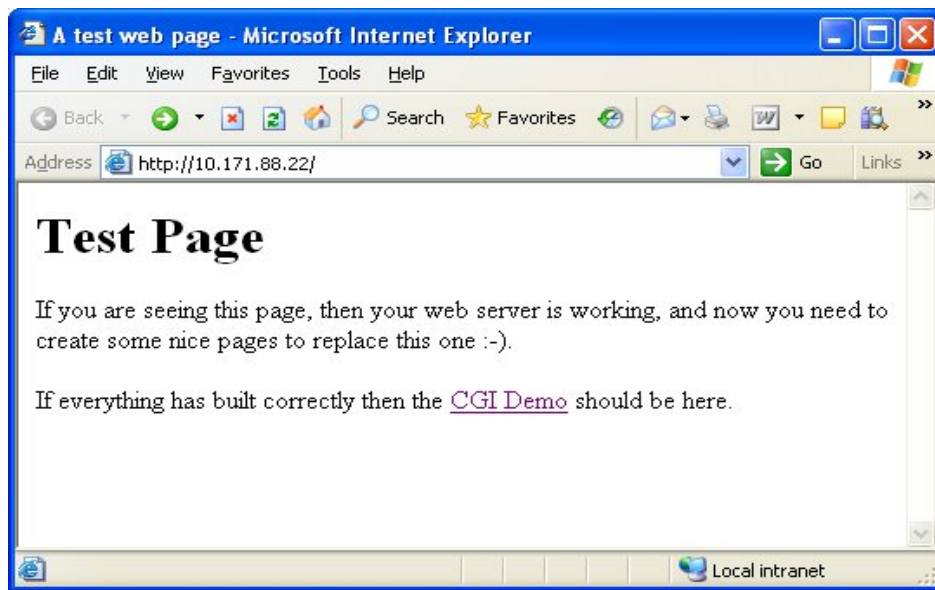 A test web page - Microsoft Internet Explorer
File Edit View Favorites Tools Help
Back Search Favorites W »
Address http://10.171.88.22/ Go Links »
Test Page
If you are seeing this page, then your web server is working, and now you need to
create some nice pages to replace this one :-).
If everything has built correctly then the CGI Demo should be here.
Local intranet